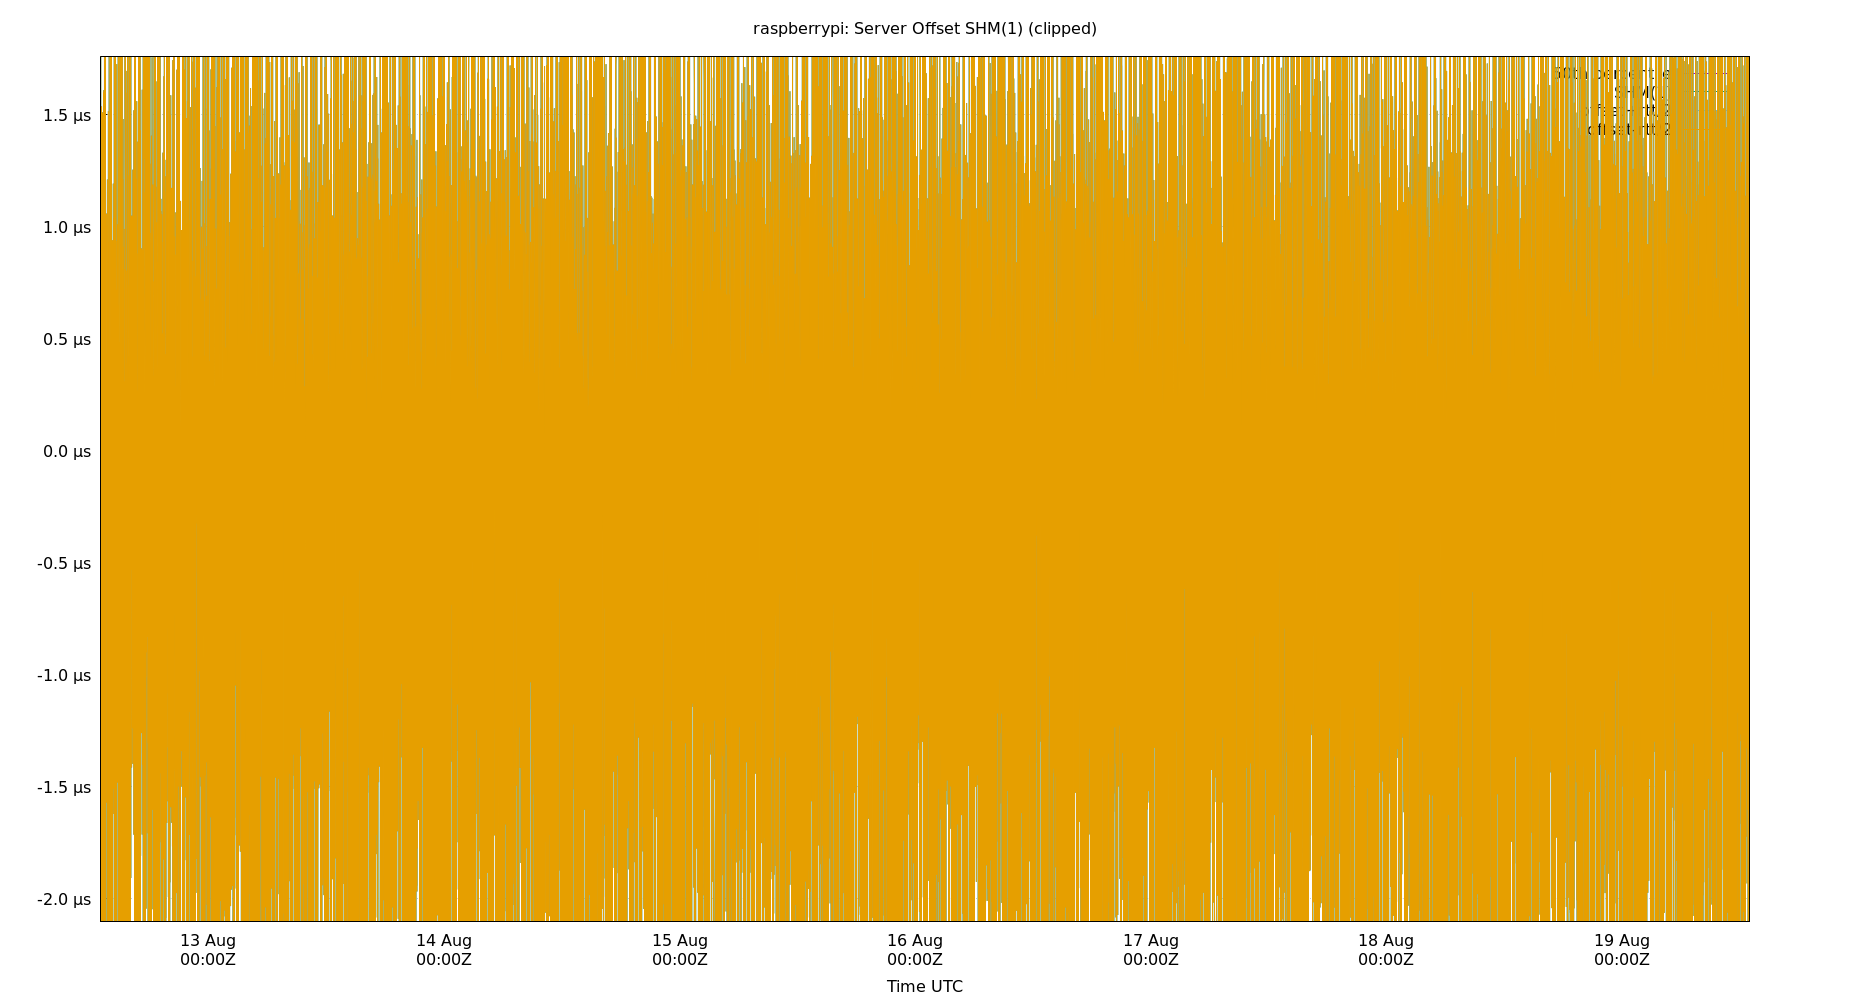 raspberrypi: Server Offset SHM(1) (clipped)
1.5 µs
1.0 µs
0.5 µs
0.0 µs
-0.5 µs
-1.0 µs
-1.5 µs
-2.0 µs
13 Aug 14 Aug 15 Aug 16 Aug 17 Aug 18 Aug 19 Aug
00:00Z 00:00Z 00:00Z 00:00Z 00:00Z 00:00Z 00:00Z
Time UTC